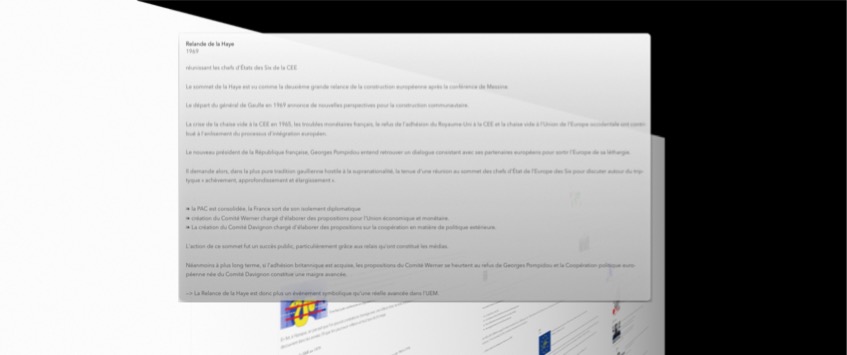 Relande de la Haye
1969
réunissant les chefs d'États des Six de la CEE
Le sommet de la Haye est vu comme la deuxième grande relance de la construction européenne après la conférence de Messine.
Le départ du général de Gaulle en 1969 annonce de nouvelles perspectives pour la construction communautaire.
La crise de la chaise vide à la CEE en 1965, les troubles monétaires français, le refus de l'adhésion du Royaume Uni à la CEE et la chaise vide à l'Union de l'Europe occidentale ont contri-
bué à l'enlisement du processus d'intégration européen.
Le nouveau président de la République française, Georges Pompidou entend retrouver un dialogue consistent avec ses partenaires européens pour sortir l'Europe de sa léthargie.
Il demande alors, dans la plus pure tradition gaullienne hostile à la supranationalité, la tenue d'une réunion au sommet des chefs d'État de l'Europe des Six pour discuter autour du trip-
tyque « achèvement, approfondissement et élargissement ».
➔ la PAC est consolidée, la France sort de son isolement diplomatique
➔ création du Comité Werner chargé d'élaborer des propositions pour l'Union économique et monétaire.
➔ La création du Comité Davignon chargé d'élaborer des propositions sur la coopération en matière de politique extérieure.
L'action de ce sommet fut un succès public, particulièrement grâce aux relais qu'ont constitué les médias.
Néanmoins à plus long terme, si l'adhésion britannique est acquise, les propositions du Comité Werner se heurtent au refus de Georges Pompidou et la Coopération politique euro-
péenne née du Comité Davignon constitue une maigre avancée.
--> La Relance de la Haye est donc plus un événement symbolique qu'une réelle avancée dans l'UEM.